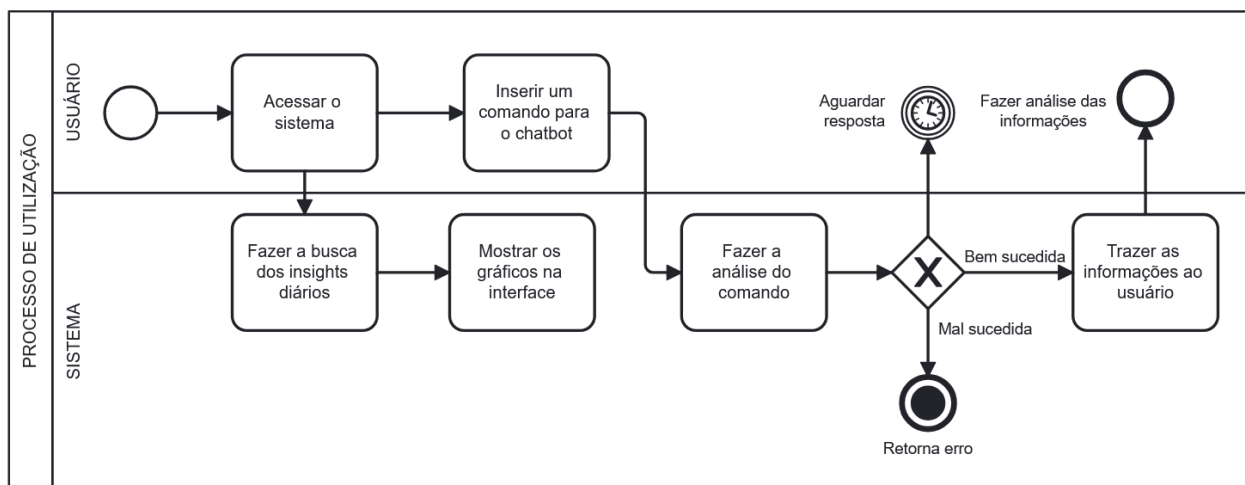 PROCESSO DE UTILIZAÇÃO
USUÁRIO
Acessar o
sistema
Inserir um
comando para
o chatbot
Aguardar
resposta
Fazer análise das
informações
SISTEMA
Fazer a busca
dos insights
diários
Mostrar os
gráficos na
interface
Fazer a
análise do
comando
X
Bem sucedida
Trazer as
informações ao
usuário
Mal sucedida
Retorna erro